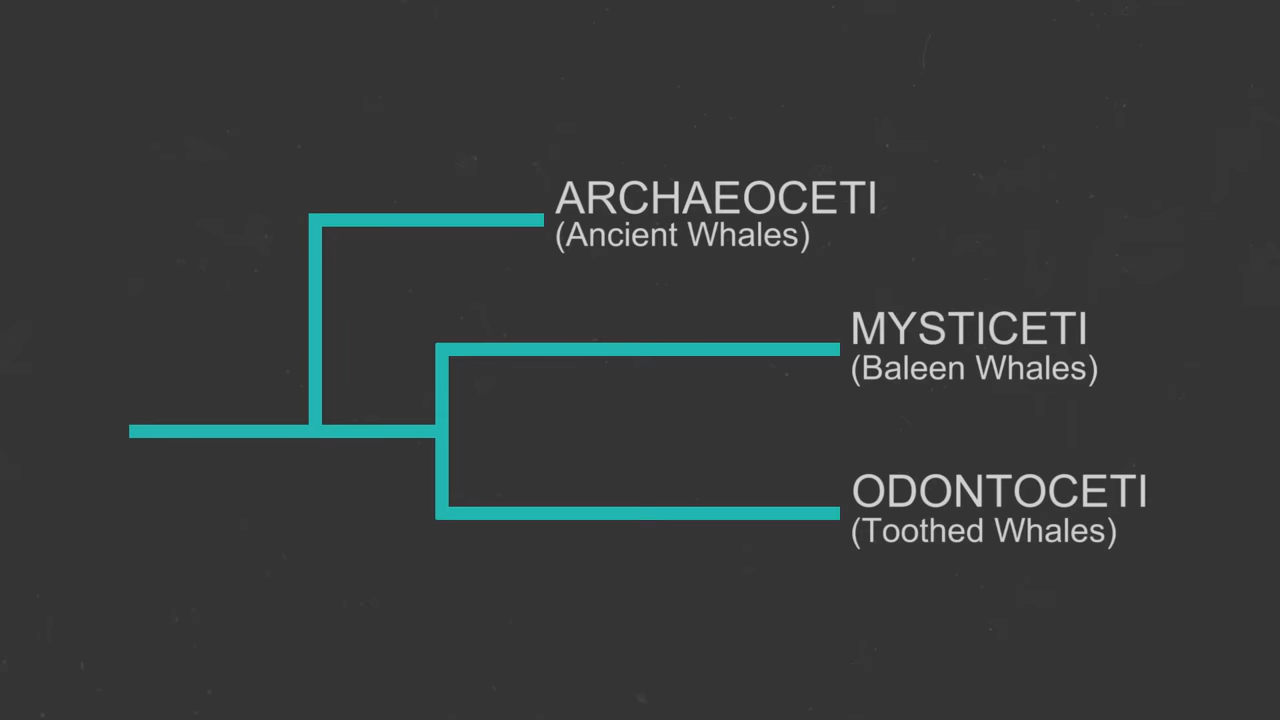 ARCHAEOCETI
(Ancient Whales)
MYSTICETI
(Baleen Whales)
ODONTOCETI
(Toothed Whales)